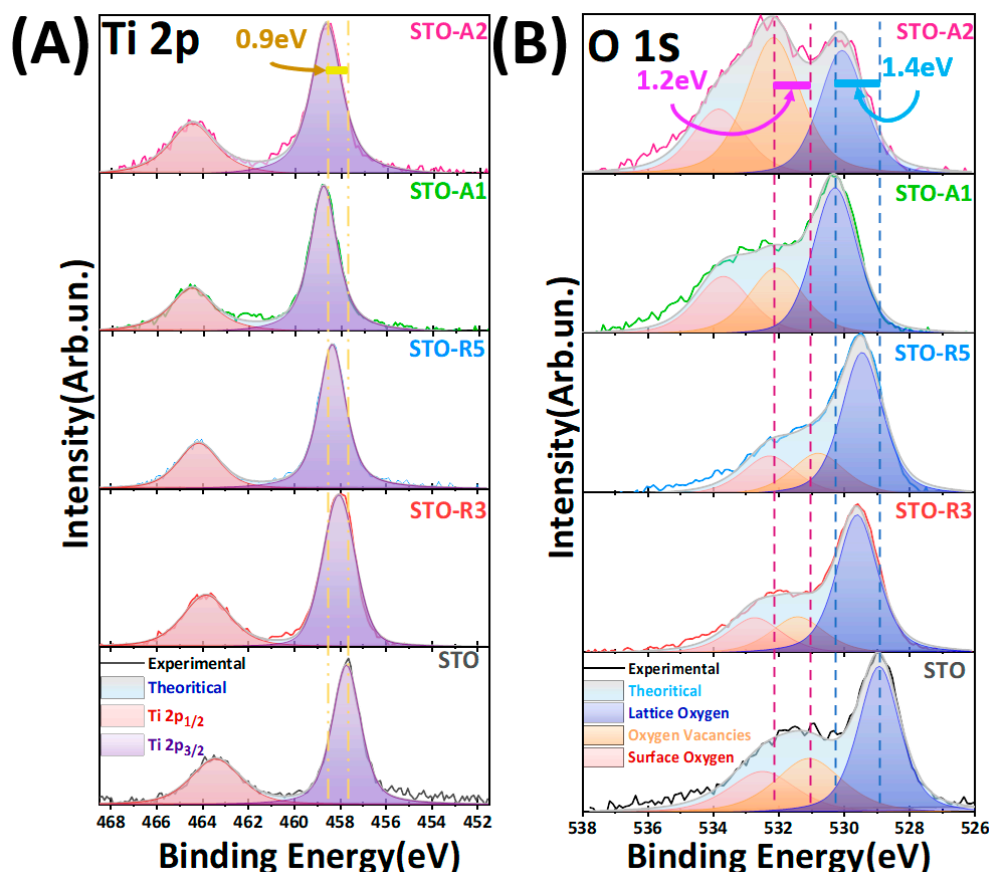 (A) Ti 2p
0.9eV
STO-A2
STO-A1
STO-R5
STO-R3
STO
Experimental
Theoritical
Ti 2p1/2
Ti 2p3/2
Intensity(Arb.un.)
468 466 464 462 460 458 456 454 452
Binding Energy(eV)
(B) O 1S
STO-A2
1.2eV
1.4eV
STO-A1
STO-R5
STO-R3
STO
Experimental
Theoritical
Lattice Oxygen
Oxygen Vacancies
Surface Oxygen
Intensity(Arb.un.)
538 536 534 532 530 528 526
Binding Energy(eV)